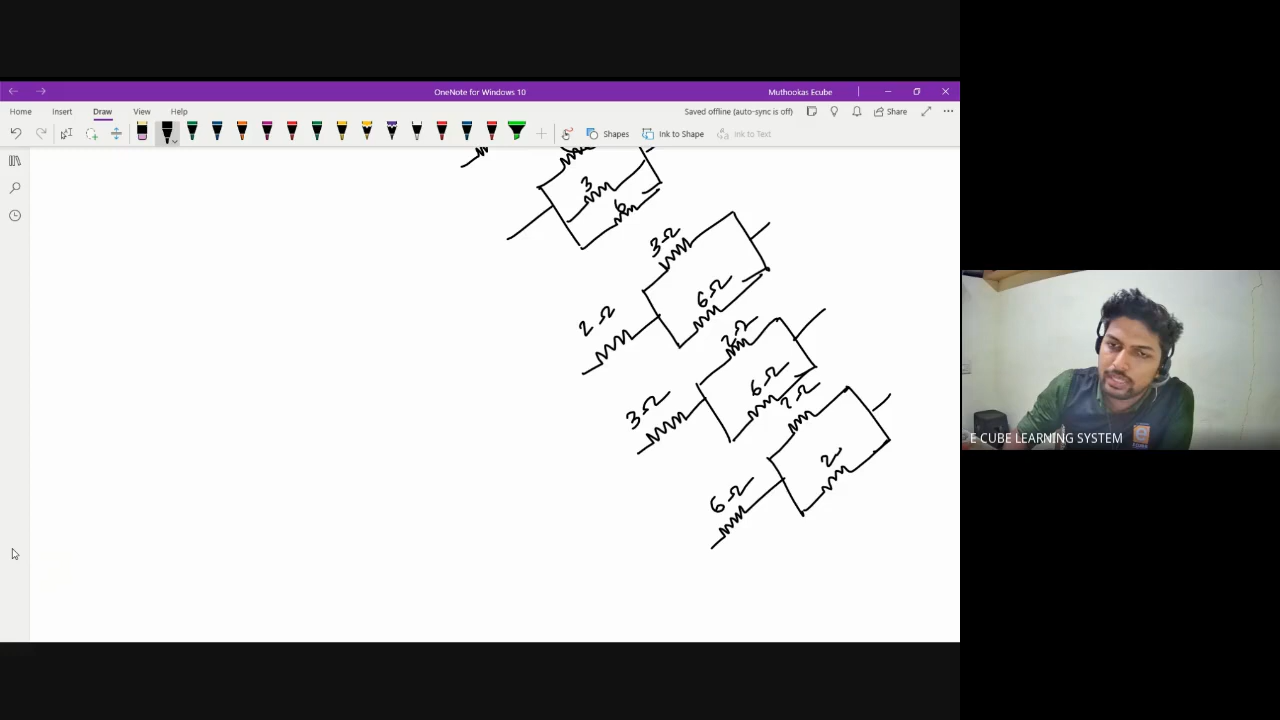 OneNote for Windows 10
Muthookas Ecube
Home Insert Draw View Help
Saved offline (auto-sync is off)
Share
Shapes
Ink to Shape
Ink to Text
3
6
3Ω
6Ω
2Ω
2Ω
6Ω
3Ω
2Ω
2
6Ω
E CUBE LEARNING SYSTEM